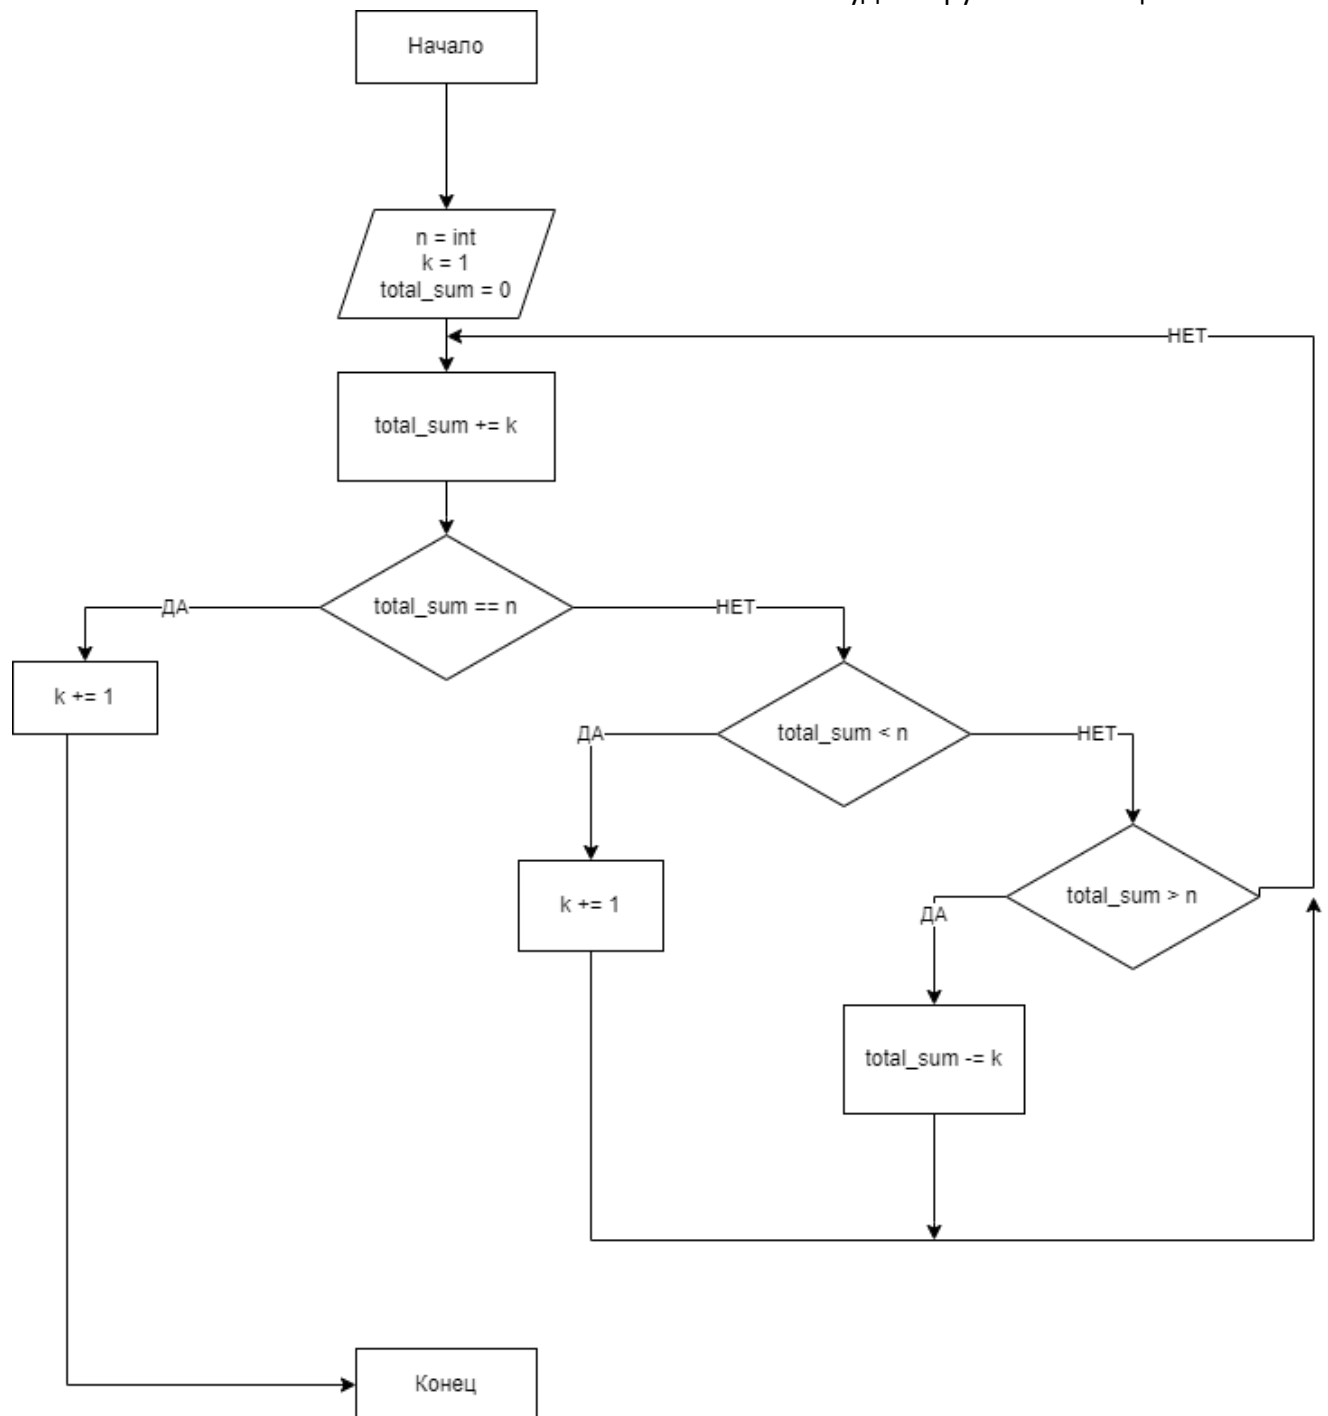 Начало
n = int
k = 1
total_sum = 0
НЕТ
total_sum += k
total_sum == n
ДА
НЕТ
k += 1
total_sum < n
ДА
НЕТ
k += 1
total_sum > n
ДА
total_sum -= k
Конец